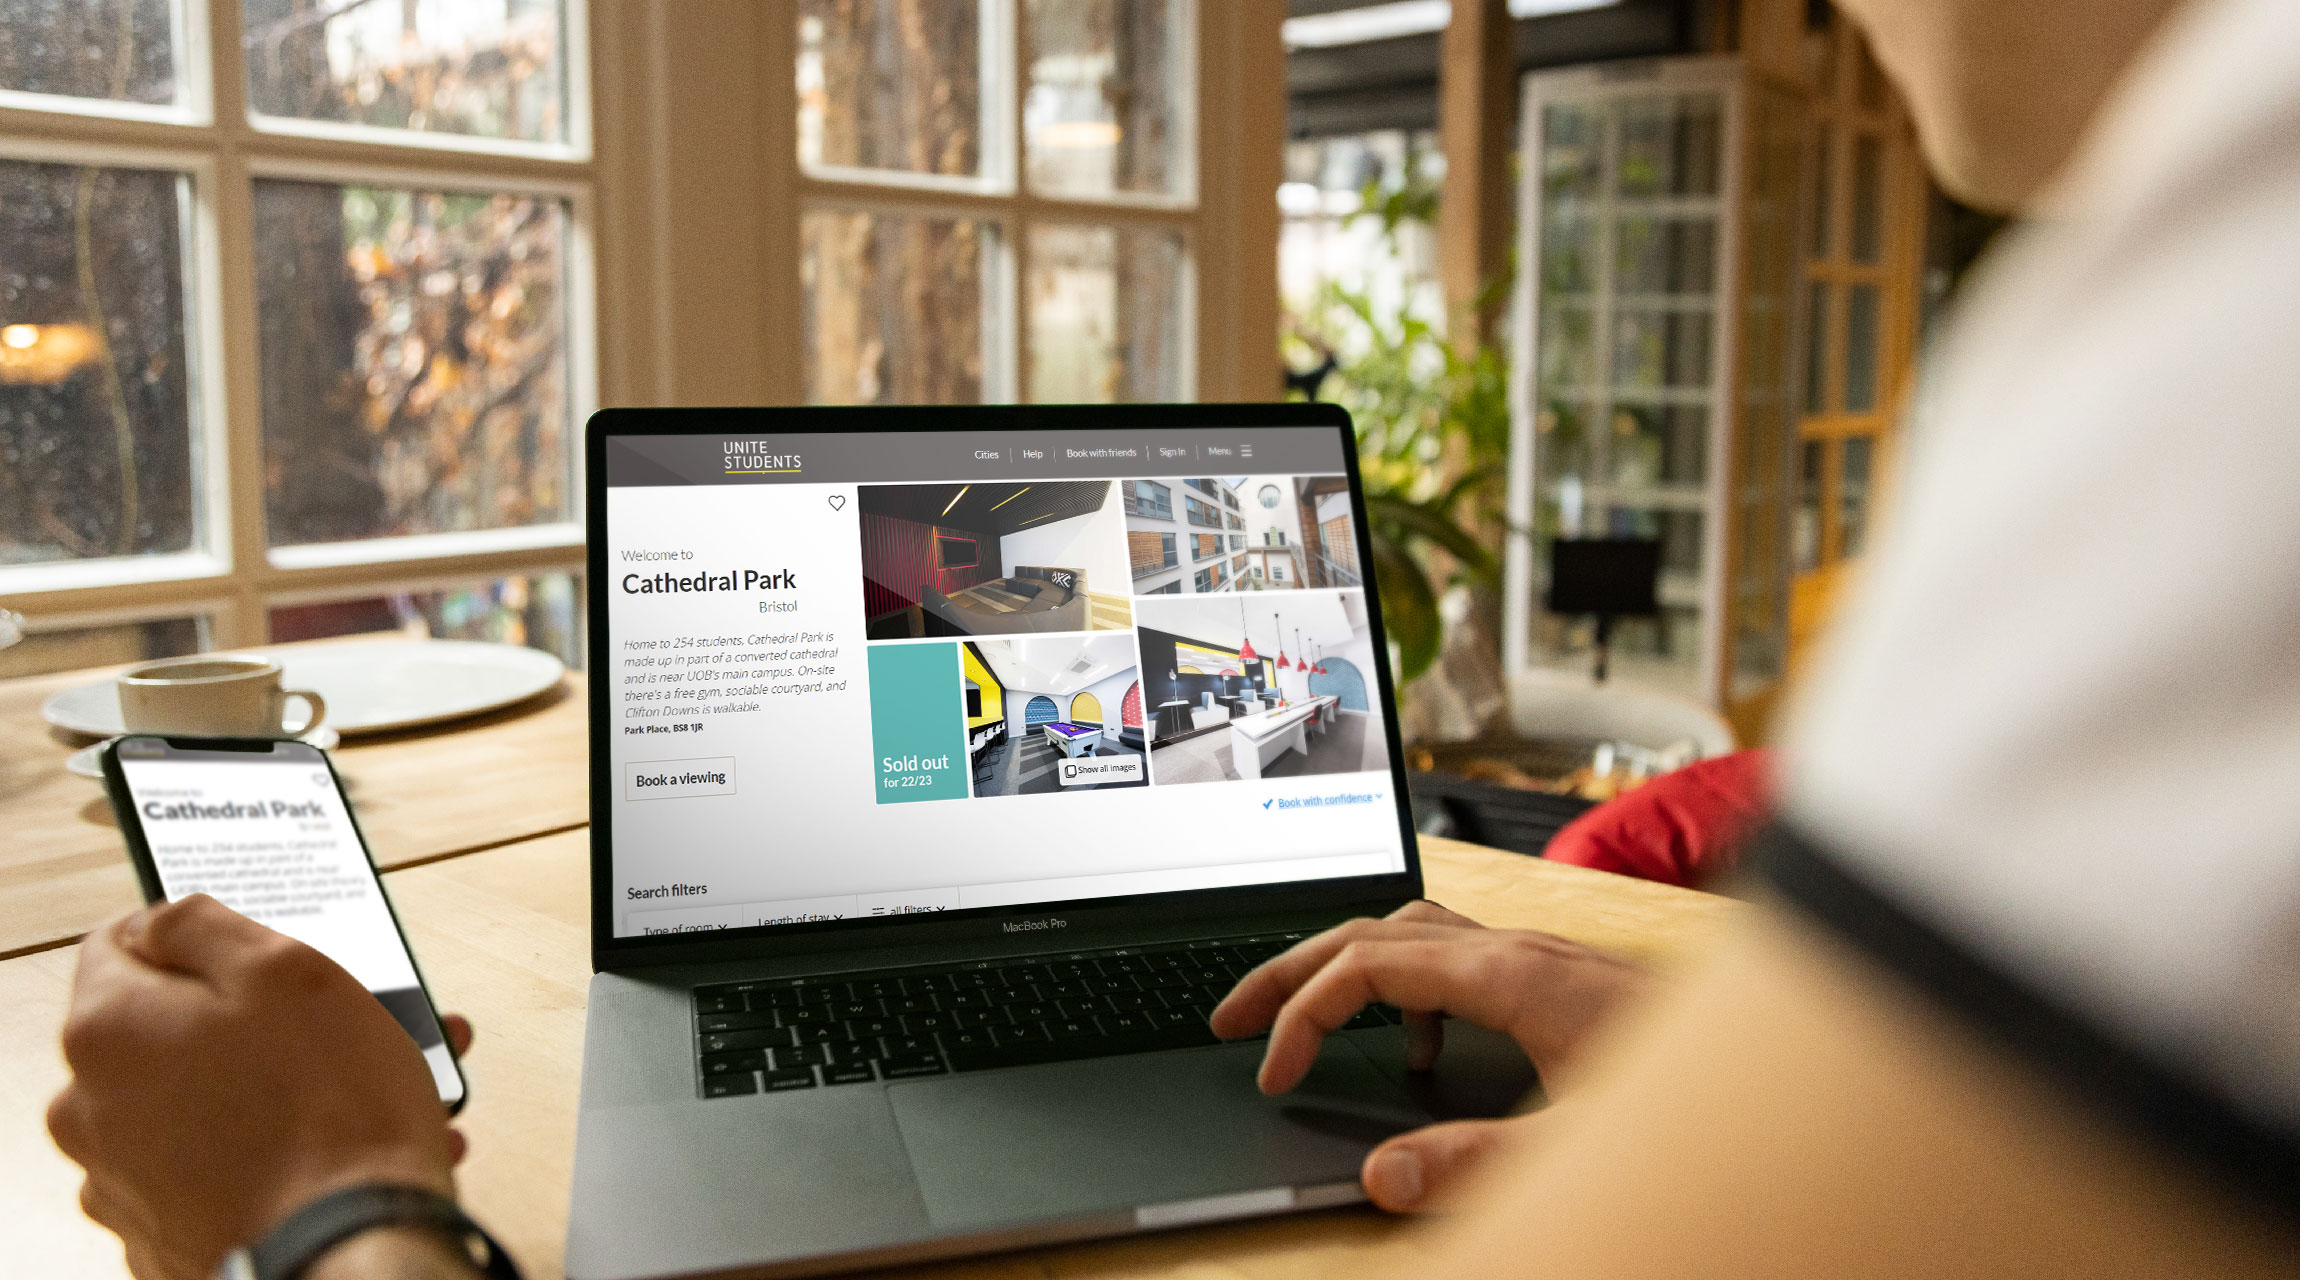 UNITE
STUDENTS
Cities
Help
Book with friends
Sign In
Menu
Welcome to
Cathedral Park
Bristol
Home to 254 students, Cathedral Park is
made up in part of a converted cathedral
and is near UOB's main campus. On-site
there's a free gym, sociable courtyard, and
Clifton Downs is walkable.
Park Place, BS8 1JR
Book a viewing
Sold out
for 22/23
Show all images
Book with confidence
Search filters
Type of room
Length of stay
all filters
MacBook Pro
Welcome to
Cathedral Park
Bristol
Home to 254 students, Cathedral
Park is made up in part of a
converted cathedral and is near
UOB's main campus. On-site there's
sociable courtyard, and
is walkable.